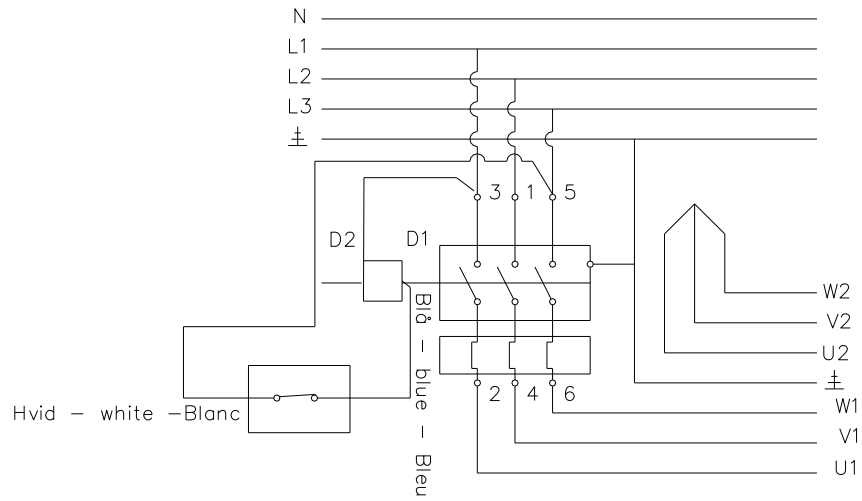 N
L1
L2
L3
3 1 5
D2 D1
Blå - blue - Bleu
W2
V2
U2
2 4 6
Hvid - white -Blanc
W1
V1
U1